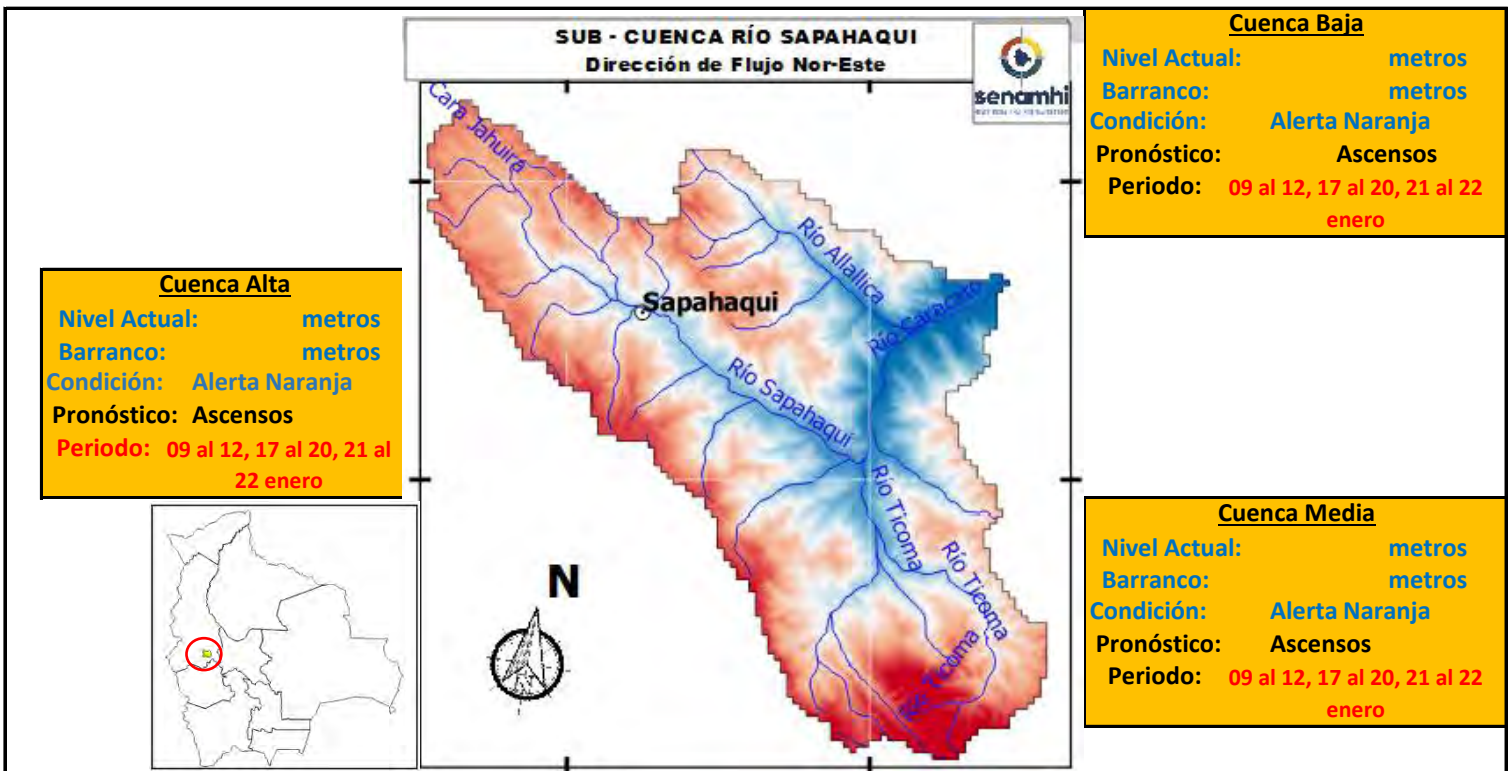 SUB - CUENCA RÍO SAPAHAQUI
Dirección de Flujo Nor-Este
senamhi
Cuenca Baja
Nivel Actual: metros
Barranco: metros
Condición: Alerta Naranja
Pronóstico: Ascensos
Periodo: 09 al 12, 17 al 20, 21 al 22
enero
Cuenca Alta
Nivel Actual: metros
Barranco: metros
Condición: Alerta Naranja
Pronóstico: Ascensos
Periodo: 09 al 12, 17 al 20, 21 al
22 enero
Cara Jahuira
Río Allallica
Sapahaqui
Río Caracato
Río Sapahaqui
Río Ticoma
Río Ticoma
Río Ticoma
N
Cuenca Media
Nivel Actual: metros
Barranco: metros
Condición: Alerta Naranja
Pronóstico: Ascensos
Periodo: 09 al 12, 17 al 20, 21 al 22
enero